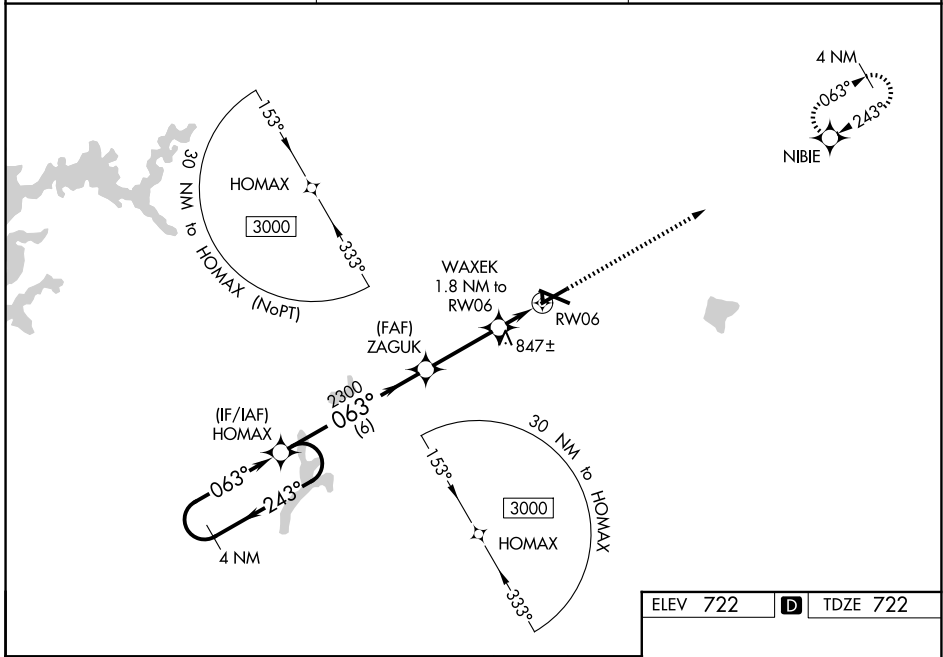 4 NM
063°
243°
NIBIE
153°
HOMAX
3000
333°
30 NM to HOMAX (NoPT)
WAXEK
1.8 NM to
RW06
RW06
847±
(FAF)
ZAGUK
2300
063°
(6)
(IF/IAF)
HOMAX
063°
243°
4 NM
30 NM to HOMAX
153°
3000
HOMAX
333°
ELEV 722 D TDZE 722